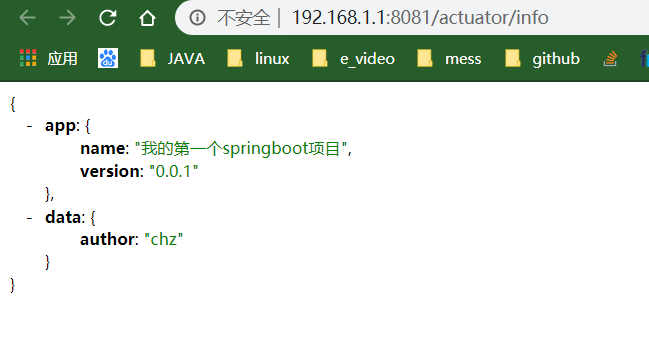 不安全 | 192.168.1.1:8081/actuator/info
应用 du JAVA linux e_video mess github
{
- app: {
name: "我的第一个springboot项目",
version: "0.0.1"
},
- data: {
author: "chz"
}
}